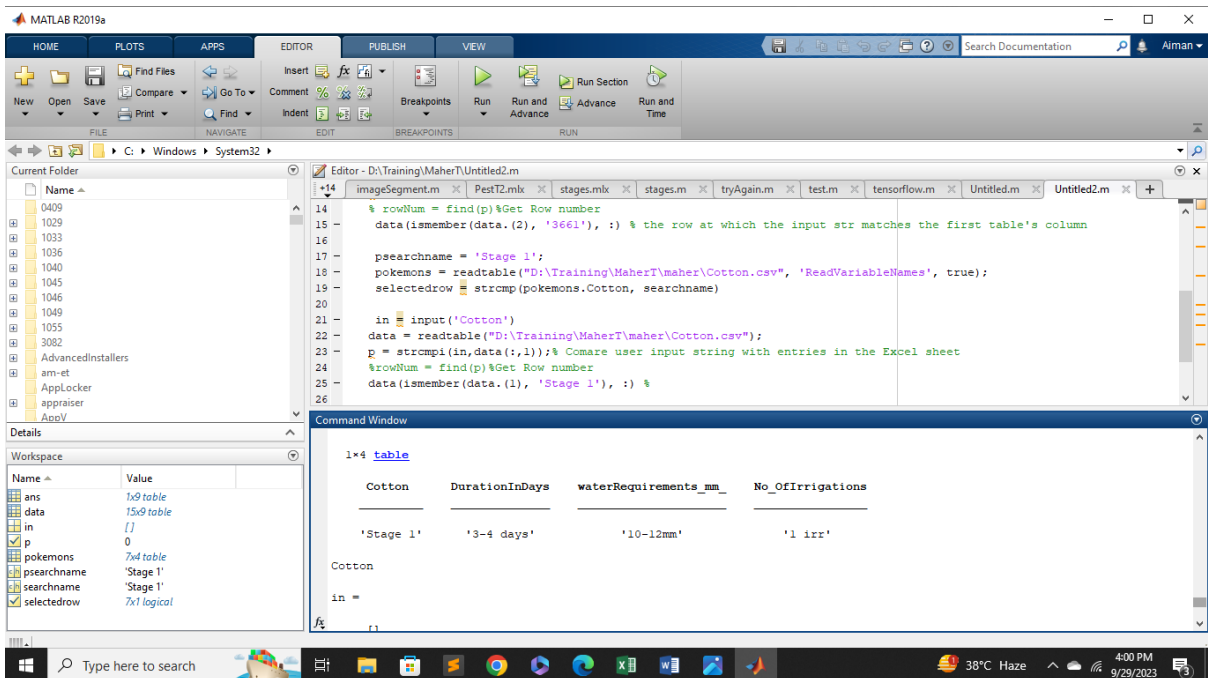 MATLAB R2019a
HOME PLOTS APPS EDITOR PUBLISH VIEW Search Documentation Aiman
New Open Save Find Files Compare Print Go To Find Insert Comment Indent fx Breakpoints Run Run and Advance Run Section Advance Run and Time
FILE NAVIGATE EDIT BREAKPOINTS RUN
C: Windows System32
Current Folder
Name
0409
1029
1033
1036
1040
1045
1046
1049
1055
3082
AdvancedInstallers
am-et
AppLocker
appraiser
AppV
Details
Workspace
Name Value
ans 1x9 table
data 15x9 table
in []
p 0
pokemons 7x4 table
psearchname 'Stage 1'
searchname 'Stage 1'
selectedrow 7x1 logical
Editor - D:\Training\MaherT\Untitled2.m
+14 imageSegment.m PestT2.mlx stages.mlx stages.m tryAgain.m test.m tensorflow.m Untitled.m Untitled2.m +
14 % rowNum = find(p)%Get Row number
15 - data(ismember(data.(2), '3661'), :) % the row at which the input str matches the first table's column
16
17 - psearchname = 'Stage 1';
18 - pokemons = readtable("D:\Training\MaherT\maher\Cotton.csv", 'ReadVariableNames', true);
19 - selectedrow = strcmp(pokemons.Cotton, searchname)
20
21 - in = input('Cotton')
22 - data = readtable("D:\Training\MaherT\maher\Cotton.csv");
23 - p = strcmpi(in,data(:,1));% Comare user input string with entries in the Excel sheet
24 %rowNum = find(p)%Get Row number
25 - data(ismember(data.(1), 'Stage 1'), :) %
26
Command Window
1×4 table
Cotton DurationInDays waterRequirements_mm_ No_OfIrrigations
'Stage 1' '3-4 days' '10-12mm' '1 irr'
Cotton
in =
[]
fx
Type here to search 38°C Haze 4:00 PM
9/29/2023
3